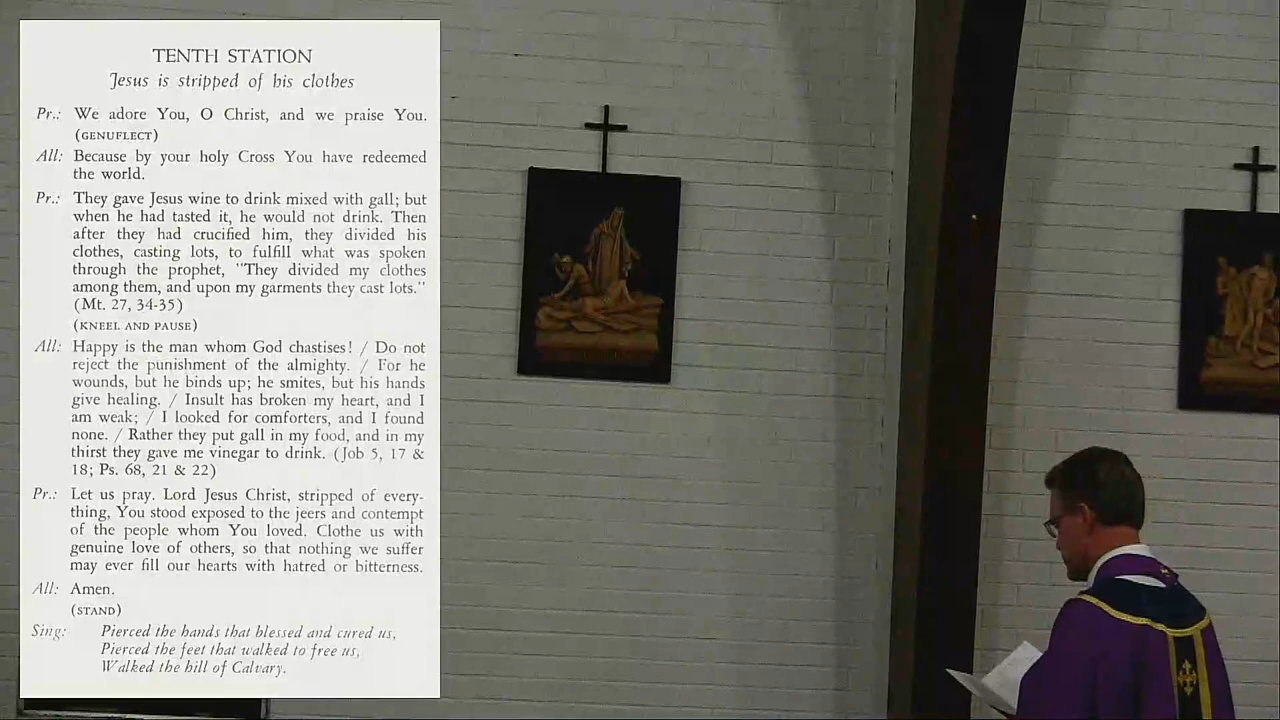 TENTH STATION
Jesus is stripped of his clothes
Pr.: We adore You, O Christ, and we praise You.
(GENUFLECT)
All: Because by your holy Cross You have redeemed
the world.
Pr.: They gave Jesus wine to drink mixed with gall; but
when he had tasted it, he would not drink. Then
after they had crucified him, they divided his
clothes, casting lots, to fulfill what was spoken
through the prophet, "They divided my clothes
among them, and upon my garments they cast lots."
(Mt. 27, 34-35)
(KNEEL AND PAUSE)
All: Happy is the man whom God chastises! / Do not
reject the punishment of the almighty. / For he
wounds, but he binds up; he smites, but his hands
give healing. / Insult has broken my heart, and I
am weak; / I looked for comforters, and I found
none. / Rather they put gall in my food, and in my
thirst they gave me vinegar to drink. (Job 5, 17 &
18; Ps. 68, 21 & 22)
Pr.: Let us pray. Lord Jesus Christ, stripped of every-
thing, You stood exposed to the jeers and contempt
of the people whom You loved. Clothe us with
genuine love of others, so that nothing we suffer
may ever fill our hearts with hatred or bitterness.
All: Amen.
(STAND)
Sing: Pierced the hands that blessed and cured us,
Pierced the feet that walked to free us,
Walked the hill of Calvary.